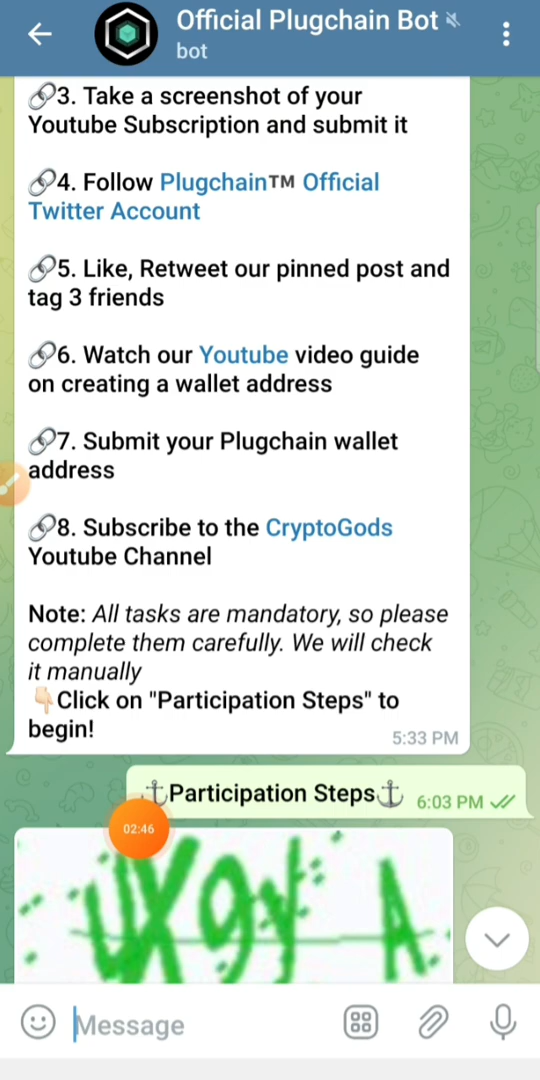 Official Plugchain Bot
bot
🔗3. Take a screenshot of your
Youtube Subscription and submit it
🔗4. Follow Plugchain™ Official
Twitter Account
🔗5. Like, Retweet our pinned post and
tag 3 friends
🔗6. Watch our Youtube video guide
on creating a wallet address
🔗7. Submit your Plugchain wallet
address
🔗8. Subscribe to the CryptoGods
Youtube Channel
Note: All tasks are mandatory, so please
complete them carefully. We will check
it manually
👇🏻Click on "Participation Steps" to
begin!
5:33 PM
⚓Participation Steps⚓ 6:03 PM
02:46
Message